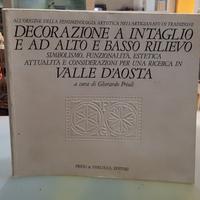 ALL'ORIGINE DELLA FENOMENOLOGIA ARTISTICA NELL'ARTIGIANATO DI TRADIZIONE
DECORAZIONE A INTAGLIO
E AD ALTO E BASSO RILIEVO
SIMBOLISMO, FUNZIONALITÀ, ESTETICA
ATTUALITÀ E CONSIDERAZIONI PER UNA RICERCA IN
VALLE D'AOSTA
a cura di Gherardo Priuli
PRIULI & VERLUCCA, EDITORI